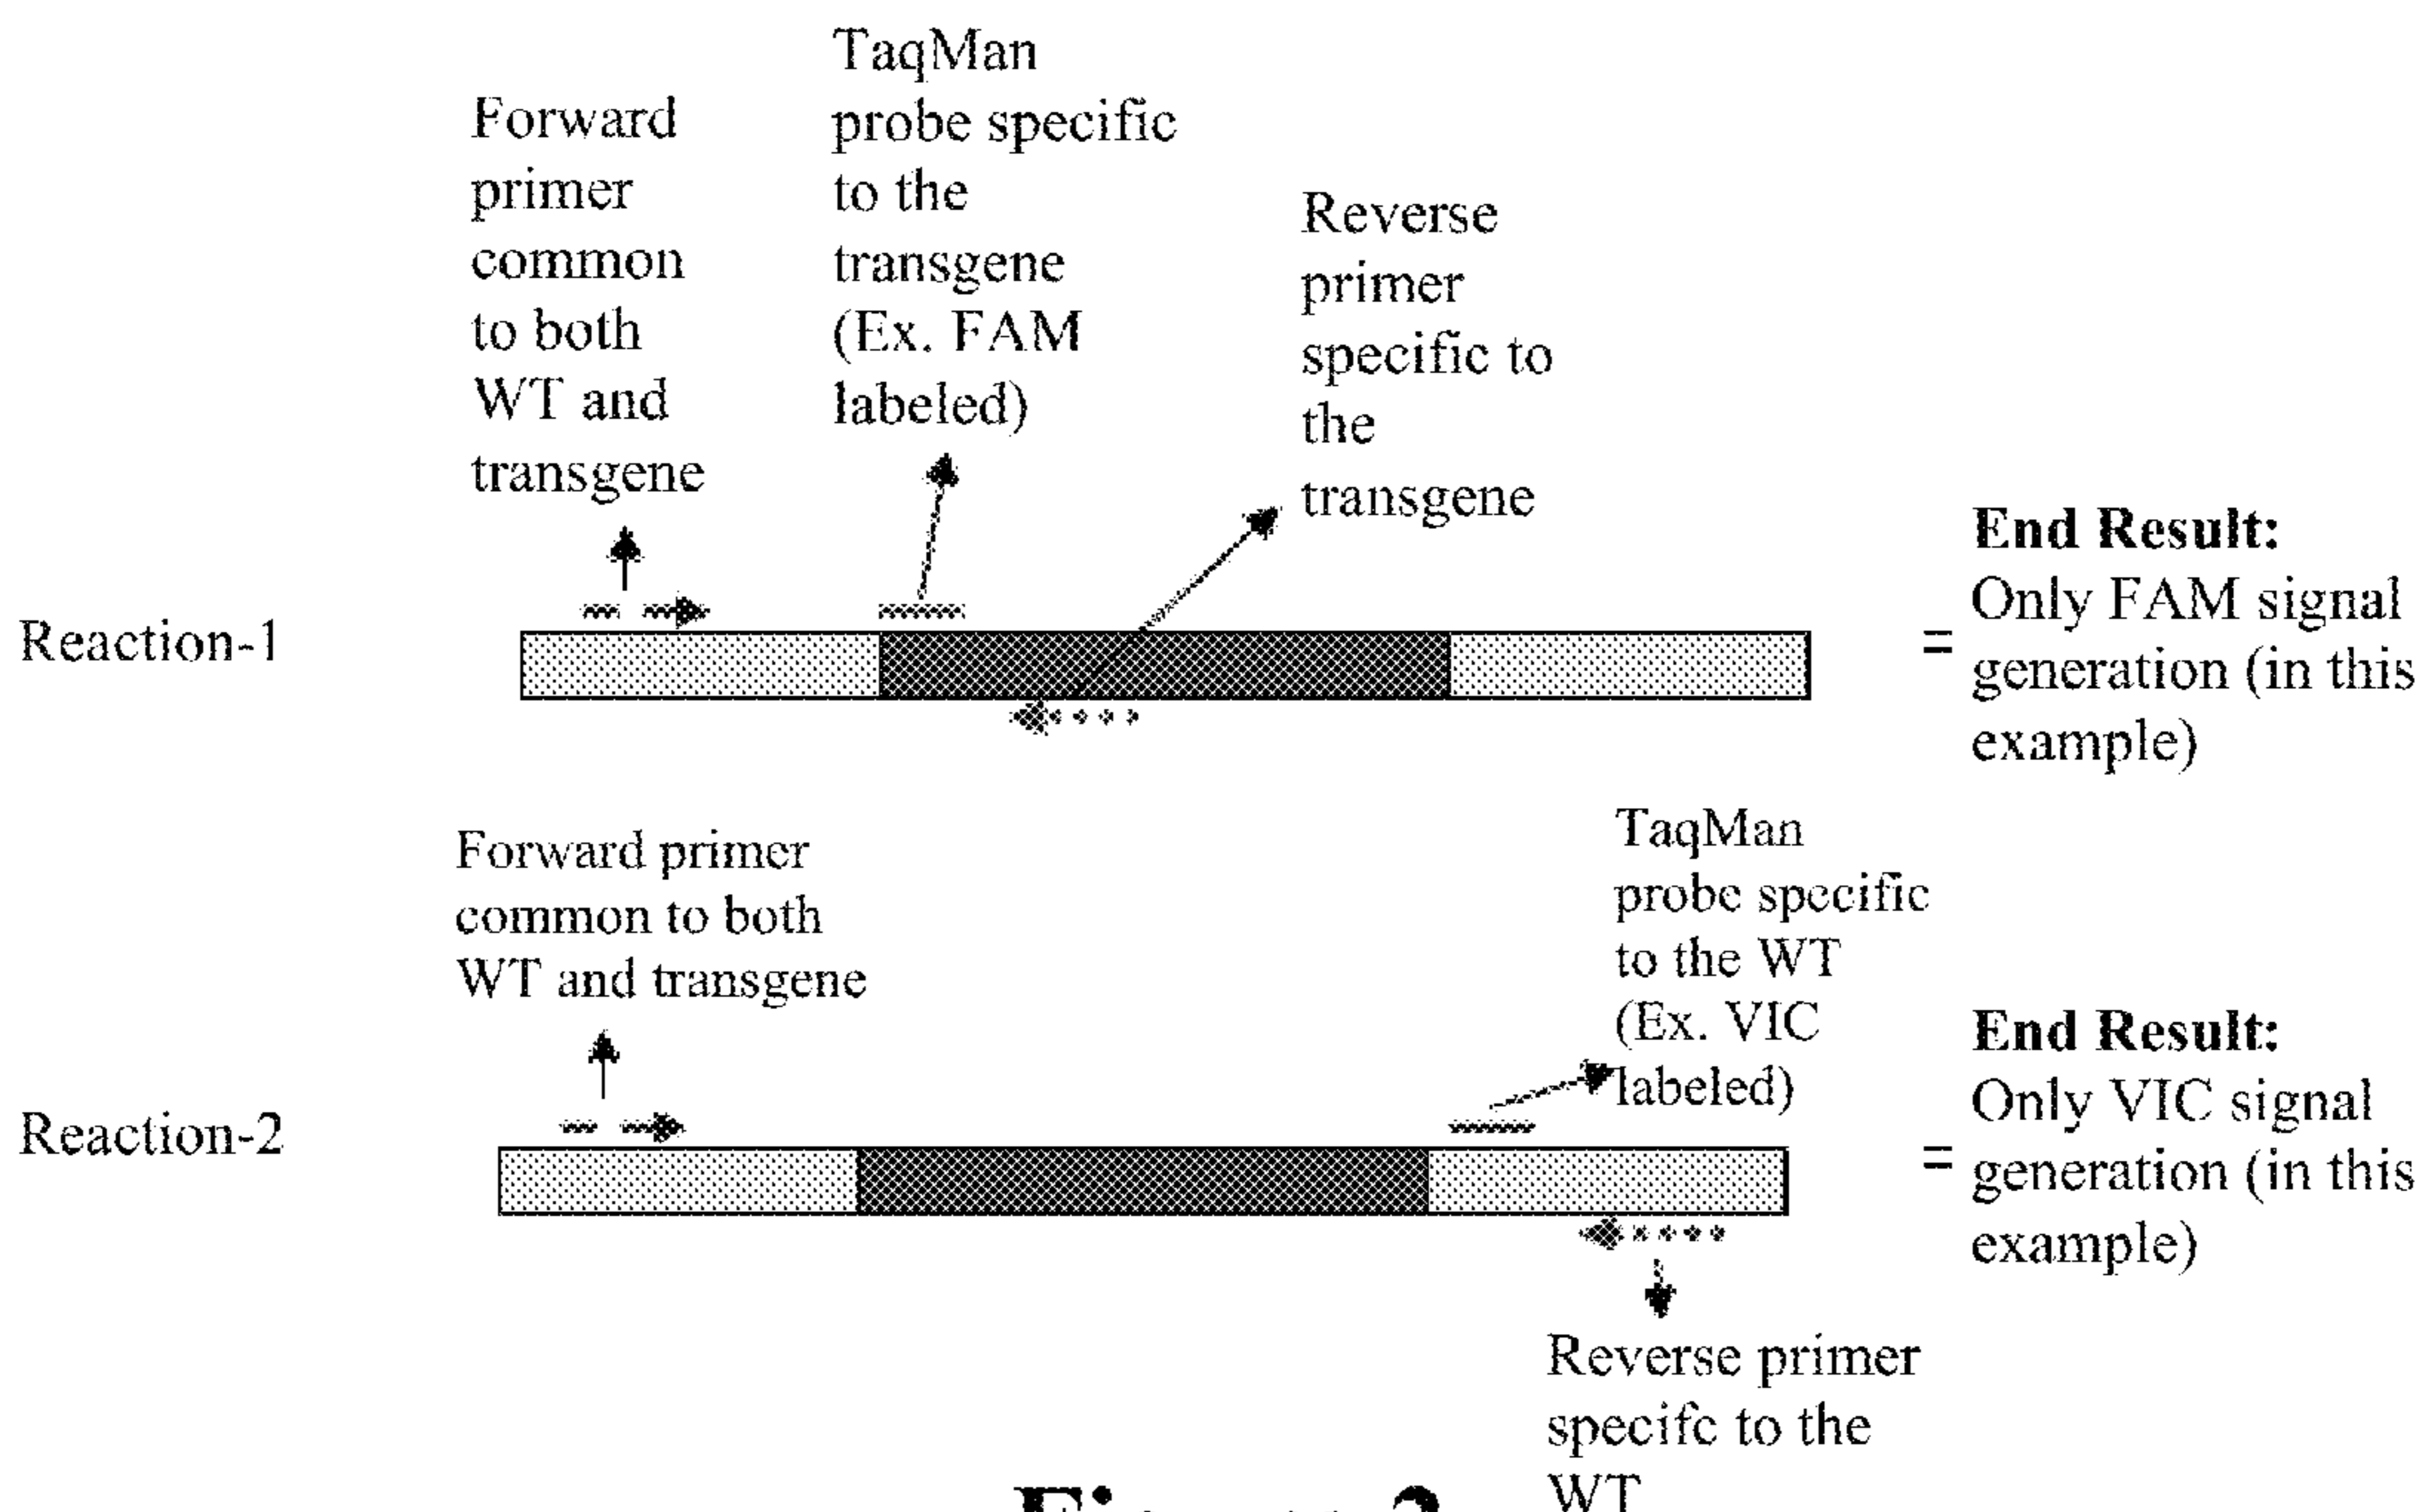 Forward
primer
common
to both
WT and
transgene
TaqMan
probe specific
to the
transgene
(Ex. FAM
labeled)
Reverse
primer
specific to
the
transgene
Reaction-1
=
End Result:
Only FAM signal
generation (in this
example)
Forward primer
common to both
WT and transgene
TaqMan
probe specific
to the WT
(Ex. VIC
labeled)
Reaction-2
=
End Result:
Only VIC signal
generation (in this
example)
Reverse primer
specifc to the
WT